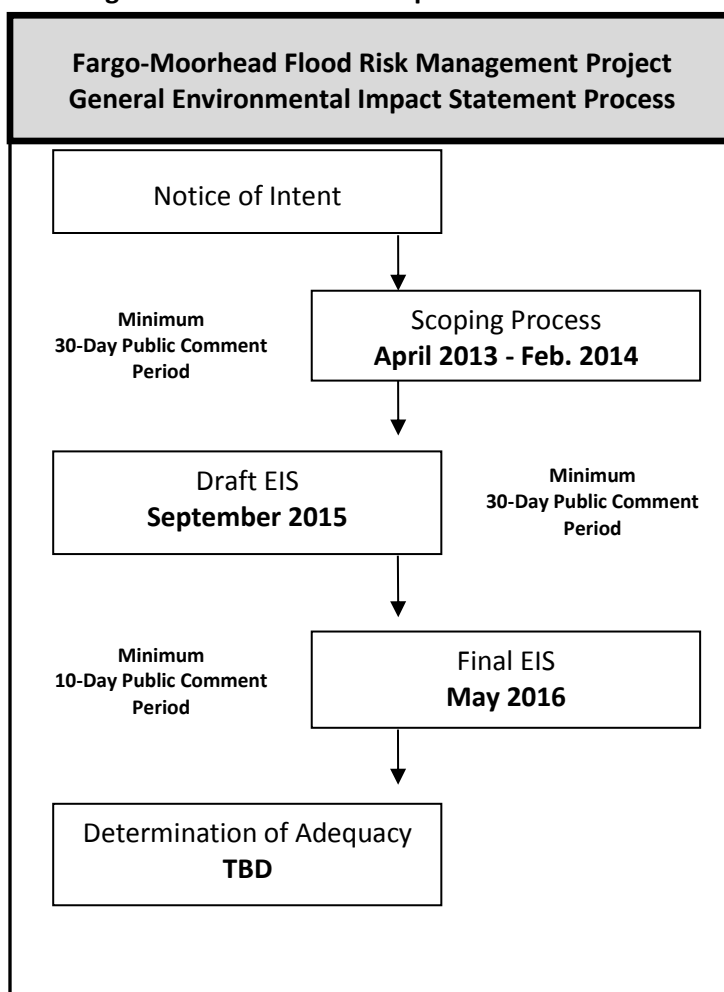 Fargo-Moorhead Flood Risk Management Project
General Environmental Impact Statement Process
Notice of Intent
Minimum
30-Day Public Comment
Period
Scoping Process
April 2013 - Feb. 2014
Draft EIS
September 2015
Minimum
30-Day Public Comment
Period
Minimum
10-Day Public Comment
Period
Final EIS
May 2016
Determination of Adequacy
TBD